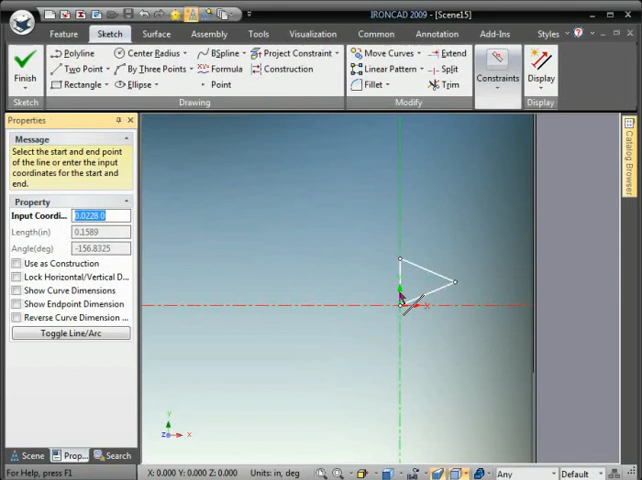 IRONCAD 2009 - [Scene15]
Feature Sketch Surface Assembly Tools Visualization Common Annotation Add-Ins Style
Finish
Polyline Center Radius BSpline Project Constraint
Two Point By Three Points Formula Construction
Rectangle Ellipse Point
Move Curves Extend
Linear Pattern Split
Fillet Trim
Constraints
Display
Sketch Drawing Modify Display
Properties
Message
Select the start and end point of the line or enter the input coordinates for the start and end.
Property
Input Coordi... 0.0228 0
Length(in) 0.1589
Angle(deg) -156.8325
Use as Construction
Lock Horizontal/Vertical D...
Show Curve Dimensions
Show Endpoint Dimension
Reverse Curve Dimension ...
Toggle Line/Arc
Scene Prop... Search
Catalog Browser
X
Z Y X
For Help, press F1
X: 0.000 Y: 0.000 Z: 0.000
Units: in, deg
Any
Default